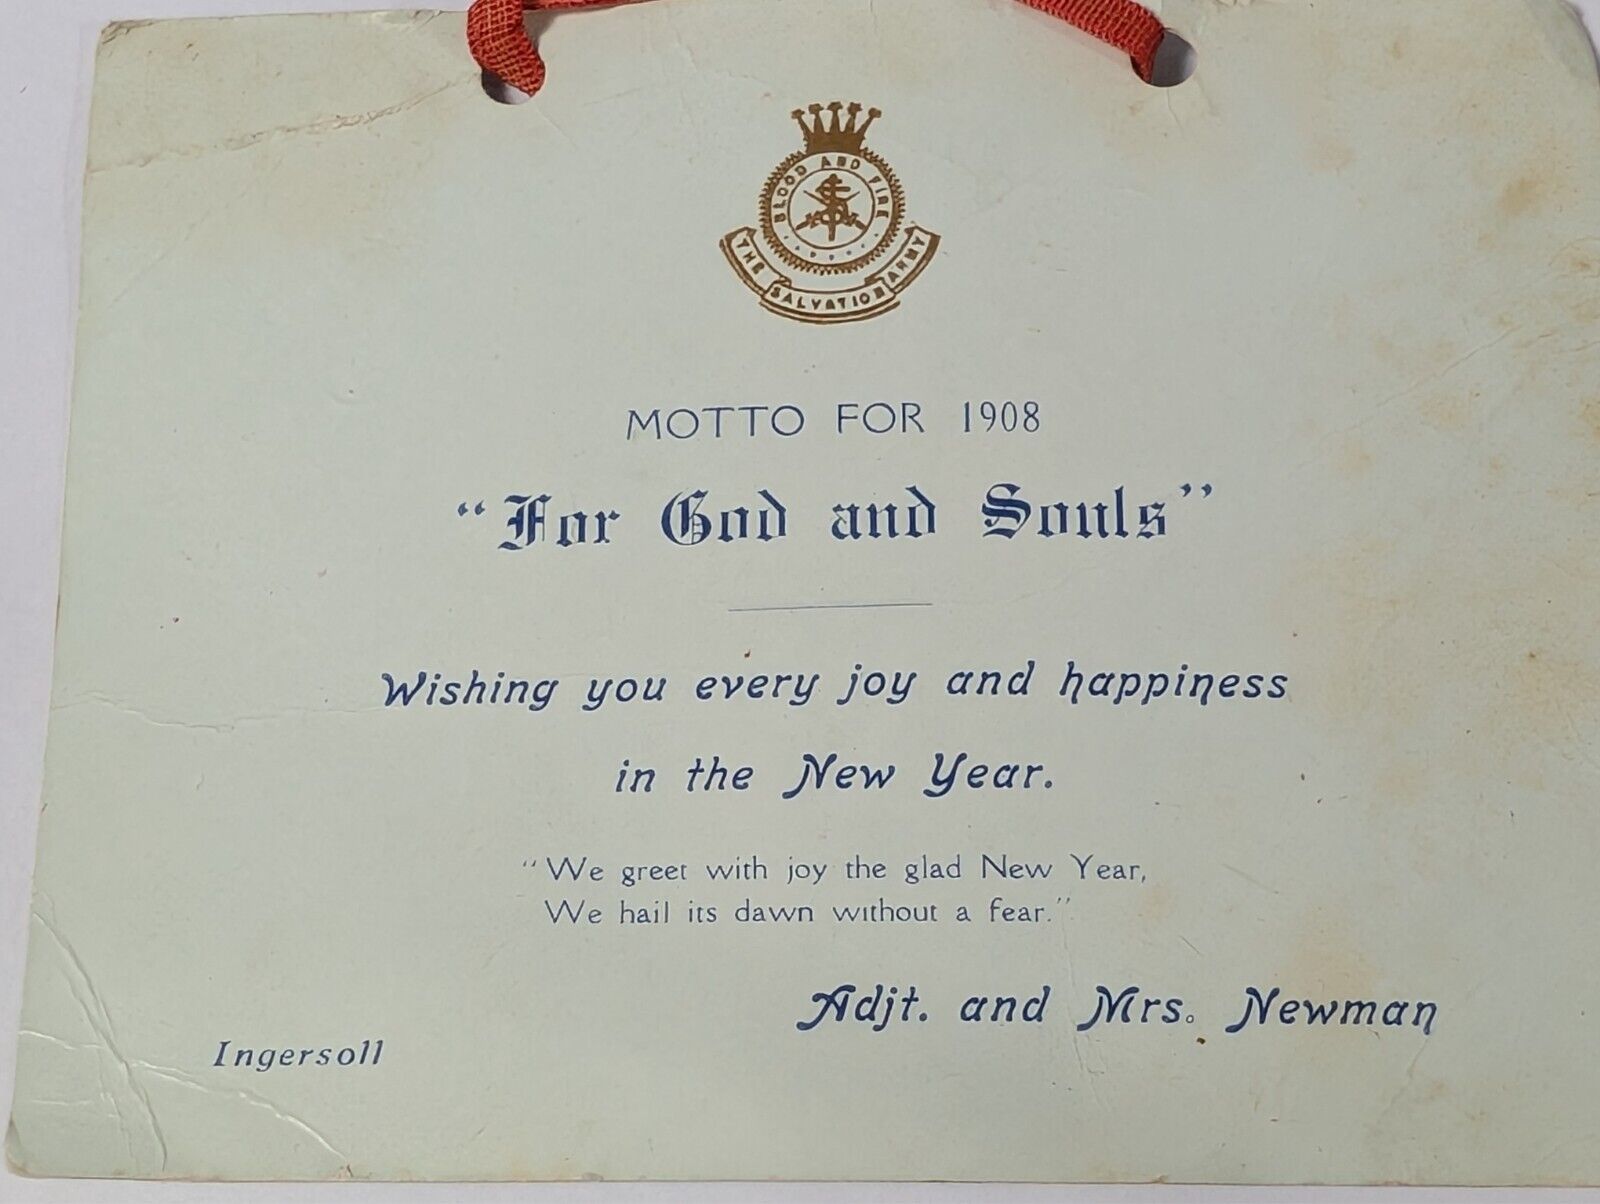 BLOOD AND FIRE
THE SALVATION ARMY
MOTTO FOR 1908
“For God and Souls”
Wishing you every joy and happiness
in the New Year.
“We greet with joy the glad New Year,
We hail its dawn without a fear.”
Adjt. and Mrs. Newman
Ingersoll